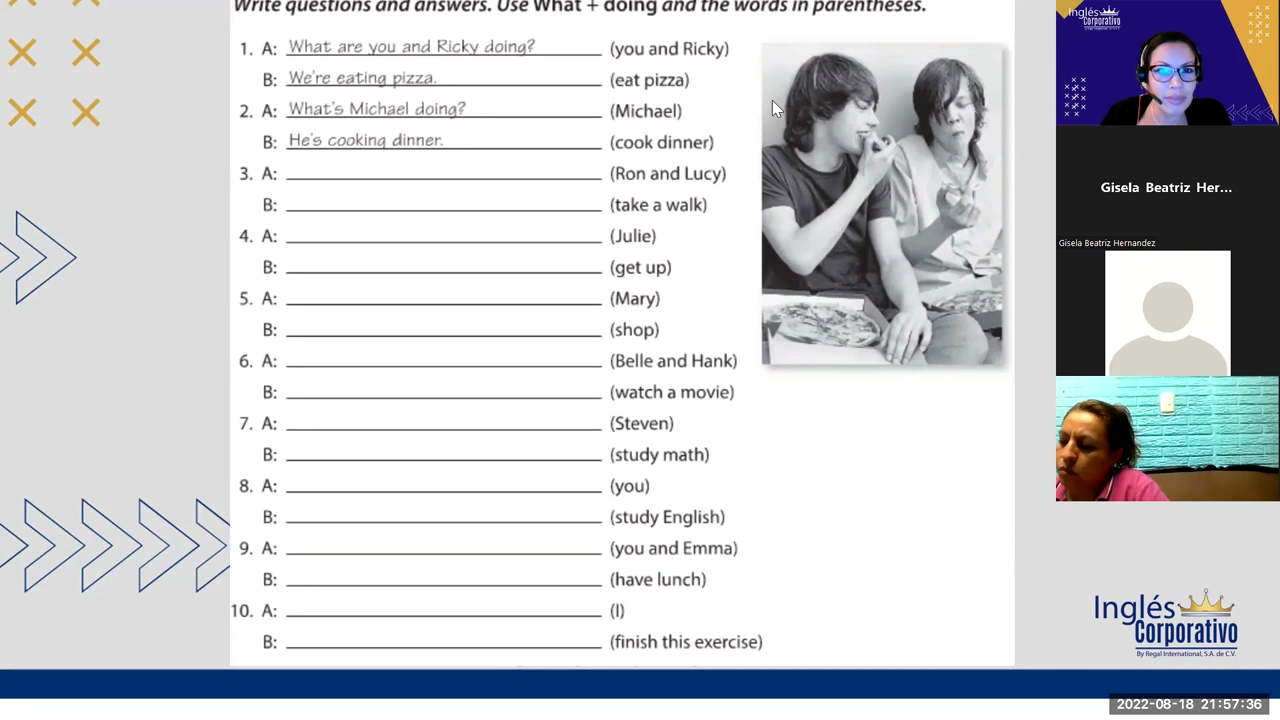 Write questions and answers. Use What + doing and the words in parentheses.
1. A: What are you and Ricky doing? (you and Ricky)
B: We're eating pizza. (eat pizza)
2. A: What's Michael doing? (Michael)
B: He's cooking dinner. (cook dinner)
3. A: (Ron and Lucy)
B: (take a walk)
4. A: (Julie)
B: (get up)
5. A: (Mary)
B: (shop)
6. A: (Belle and Hank)
B: (watch a movie)
7. A: (Steven)
B: (study math)
8. A: (you)
B: (study English)
9. A: (you and Emma)
B: (have lunch)
10. A: (I)
B: (finish this exercise)
Inglés
Corporativo
Gisela Beatriz Her...
Gisela Beatriz Hernandez
Inglés
Corporativo
By Regal International, S.A. de C.V.
2022-08-18 21:57:36